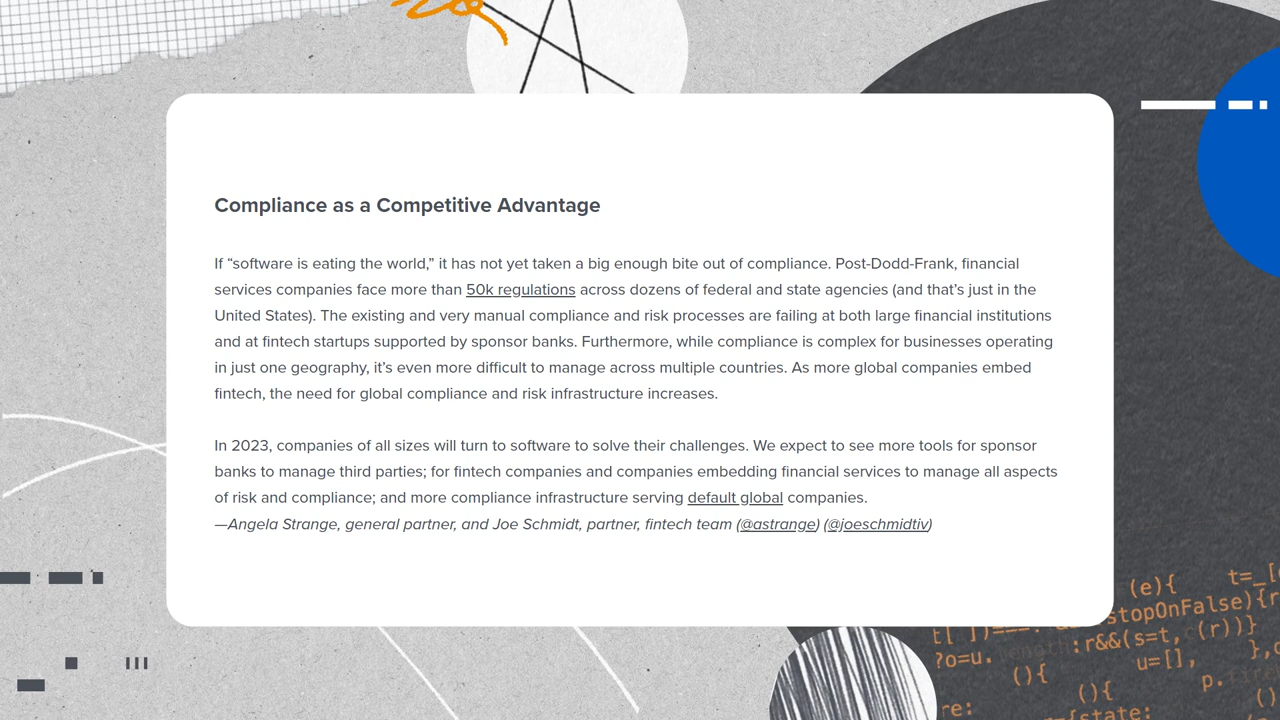 Compliance as a Competitive Advantage
If “software is eating the world,” it has not yet taken a big enough bite out of compliance. Post-Dodd-Frank, financial
services companies face more than 50k regulations across dozens of federal and state agencies (and that’s just in the
United States). The existing and very manual compliance and risk processes are failing at both large financial institutions
and at fintech startups supported by sponsor banks. Furthermore, while compliance is complex for businesses operating
in just one geography, it’s even more difficult to manage across multiple countries. As more global companies embed
fintech, the need for global compliance and risk infrastructure increases.
In 2023, companies of all sizes will turn to software to solve their challenges. We expect to see more tools for sponsor
banks to manage third parties; for fintech companies and companies embedding financial services to manage all aspects
of risk and compliance; and more compliance infrastructure serving default global companies.
—Angela Strange, general partner, and Joe Schmidt, partner, fintech team (@astrange) (@joeschmidtiv)
(e){ t=_[
stopOnFalse){r
:r&&(s=t, (r))}
?o=u.
(){ u=[], },
(){ p.
re: ={state: ()